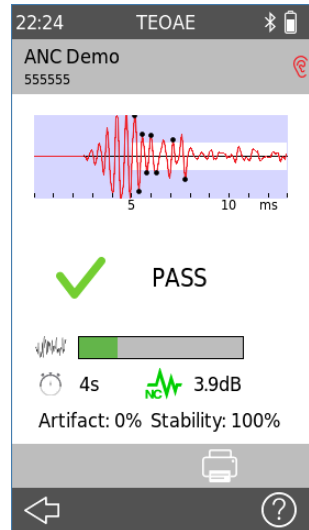 22:24 TEOAE
ANC Demo
555555
5 10 ms
PASS
4s NC 3.9dB
Artifact: 0% Stability: 100%
?